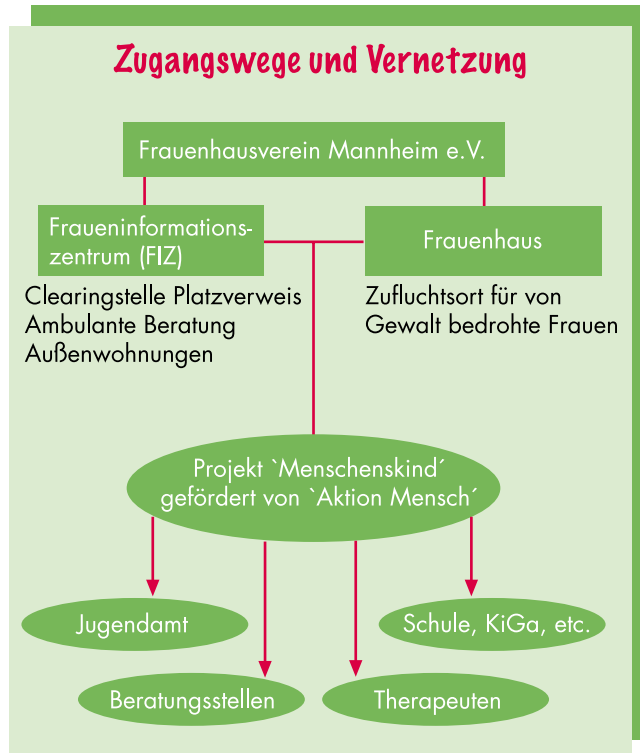 Zugangswege und Vernetzung
Frauenhausverein Mannheim e.V.
Fraueninformations-
zentrum (FIZ)
Clearingstelle Platzverweis
Ambulante Beratung
Außenwohnungen
Frauenhaus
Zufluchtsort für von
Gewalt bedrohte Frauen
Projekt `Menschenskind´
gefördert von `Aktion Mensch´
Jugendamt
Schule, KiGa, etc.
Beratungsstellen
Therapeuten